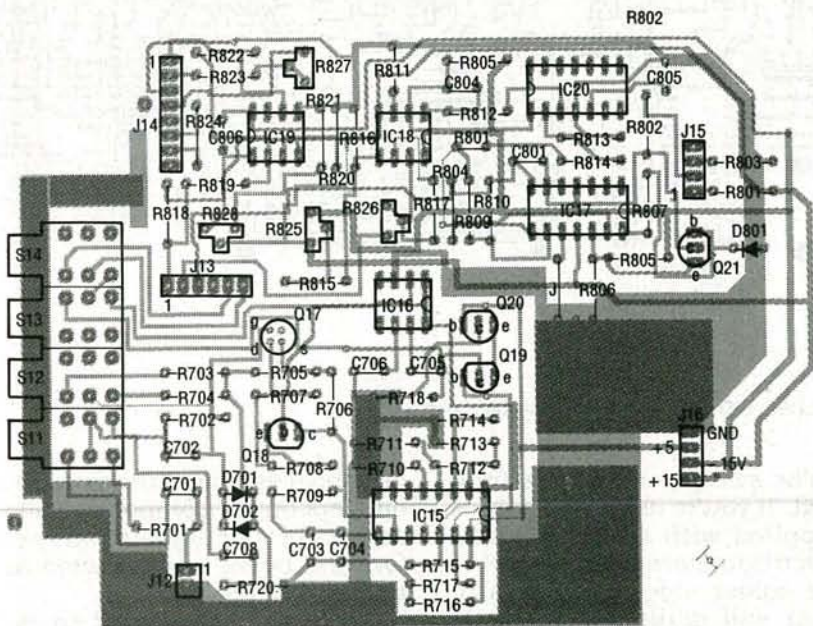 R802
R822
R805
1
R827
R811
C804
C805
R823
IC20
R821
R812
R802
J14
R824
C806
IC19
R816
IC18
R801
R813
J15
R814
R803
R820
R804
C801
R819
R817
R810
1
R801
R818
R828
R826
IC17
R807
R825
R809
b
D801
S14
R805
Q21
J13
e
1
R815
J
R806
IC16
S13
Q17
Q20
g
b
e
d
s
Q19
S12
R703
R705
C706
C705
b
e
R704
R707
R706
R718
R702
R714
S11
e
b
c
R711
R713
J16
GND
C702
Q18
+5
R708
R710
R712
-15V
D701
C701
R709
+15
D702
R701
IC15
C708
C703
C704
J12
1
R715
R720
R717
R716